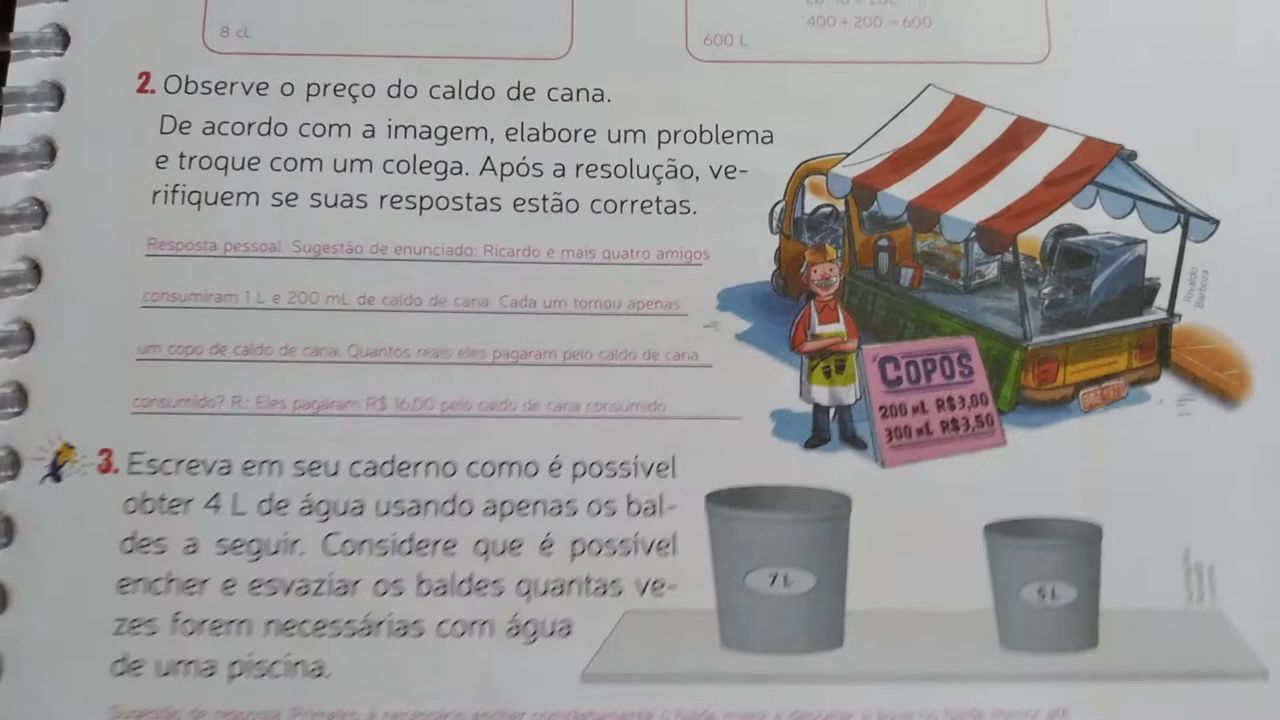 8 cL
400 + 200 = 600
600 L
2. Observe o preço do caldo de cana.
De acordo com a imagem, elabore um problema
e troque com um colega. Após a resolução, ve-
rifiquem se suas respostas estão corretas.
Resposta pessoal. Sugestão de enunciado: Ricardo e mais quatro amigos
consumiram 1 L e 200 mL de caldo de cana. Cada um tomou apenas
um copo de caldo de cana. Quantos reais eles pagaram pelo caldo de cana
consumido? R.: Eles pagaram R$ 16,00 pelo caldo de cana consumido
COPOS
200 mL R$3,00
300 mL R$3,50
Rivaldo
Barboza
3. Escreva em seu caderno como é possível
obter 4 L de água usando apenas os bal-
des a seguir. Considere que é possível
encher e esvaziar os baldes quantas ve-
zes forem necessárias com água
de uma piscina.
7 L